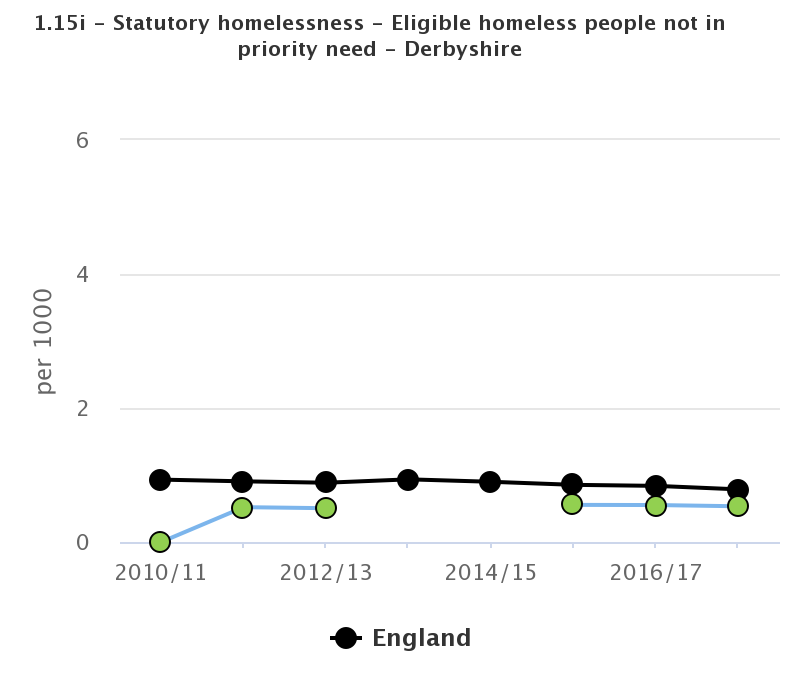 1.15i – Statutory homelessness – Eligible homeless people not in
priority need – Derbyshire
6
4
2
0
per 1000
2010/11
2012/13
2014/15
2016/17
England